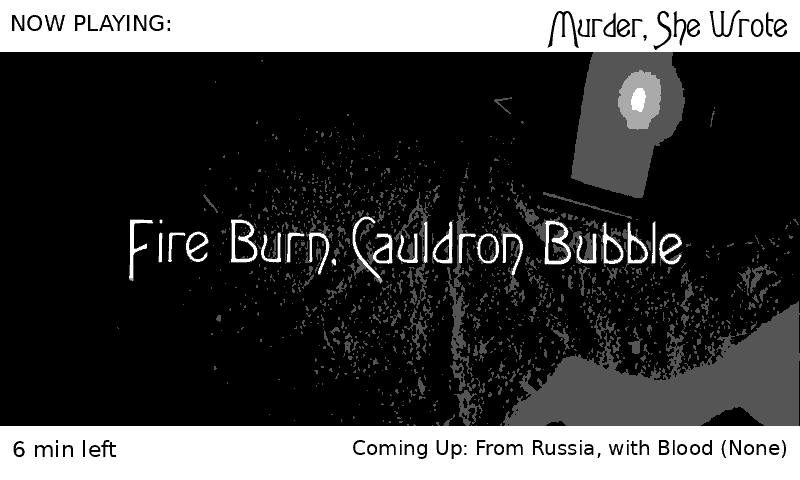 NOW PLAYING:
Murder, She Wrote
Fire Burn, Cauldron Bubble
6 min left
Coming Up: From Russia, with Blood (None)